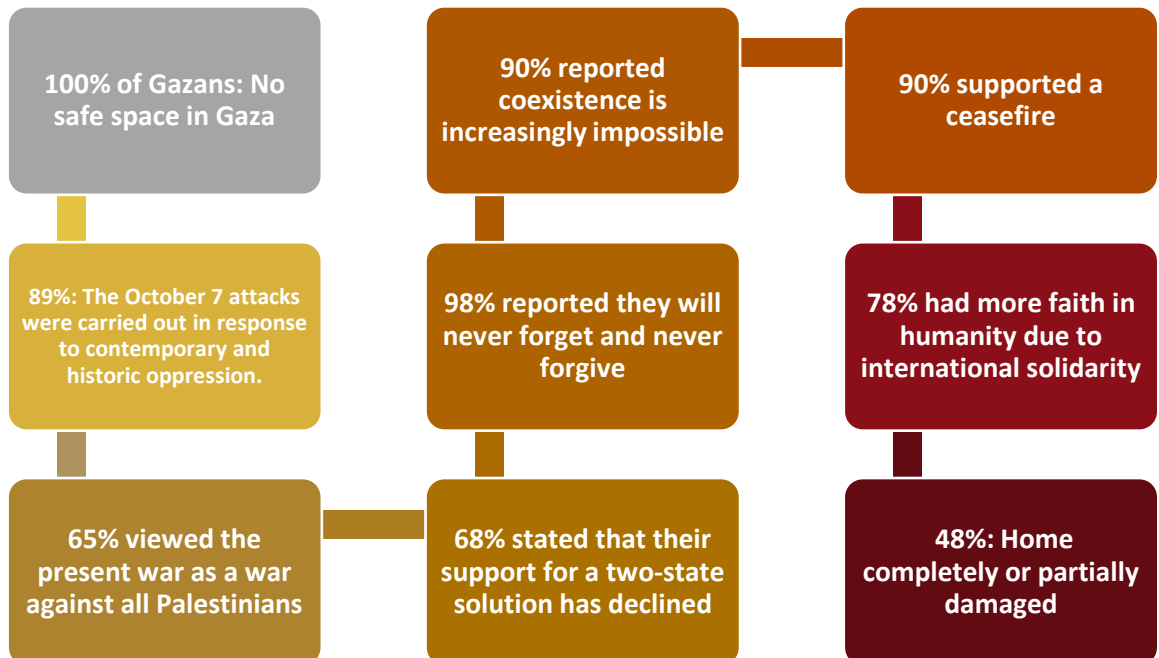 100% of Gazans: No
safe space in Gaza
89%: The October 7 attacks
were carried out in response
to contemporary and
historic oppression.
65% viewed the
present war as a war
against all Palestinians
68% stated that their
support for a two-state
solution has declined
98% reported they will
never forget and never
forgive
90% reported
coexistence is
increasingly impossible
90% supported a
ceasefire
78% had more faith in
humanity due to
international solidarity
48%: Home
completely or partially
damaged